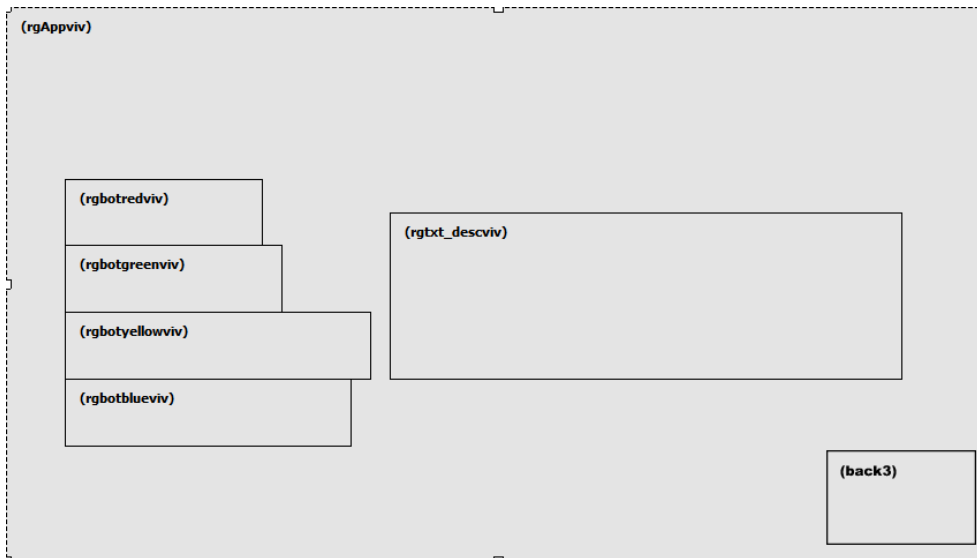 (rgAppviv)
(rgbotredviv)
(rgtxt_descviv)
(rgbotgreenviv)
(rgbotyellowviv)
(rgbotblueviv)
(back3)